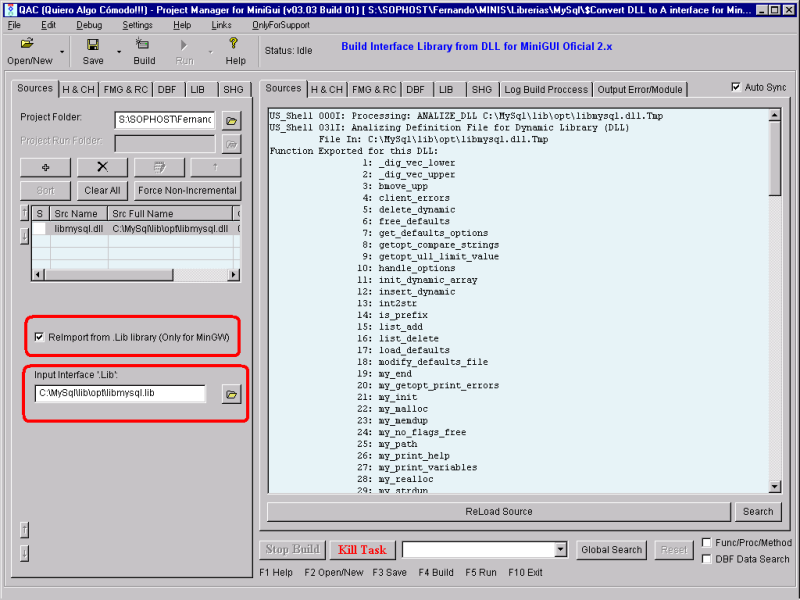 QAC (Quiero Algo Cómodo!!!) - Project Manager for MiniGui (v03.03 Build 01) [ S:\SOPHOST\Fernando\MINIS\Librerias\MySql\$Convert DLL to A interface for Min...
File Edit Debug Settings Help Links OnlyForSupport
Open/New Save Build Run Help Status: Idle
Build Interface Library from DLL for MiniGUI Oficial 2.x
Sources H & CH FMG & RC DBF LIB SHG
Project Folder: S:\SOPHOST\Fernanc
Project Run Folder:
Sort Clear All Force Non-Incremental
S Src Name Src Full Name
libmysql.dll C:\MySql\lib\opt\libmysql.dll
ReImport from .Lib library (Only for MinGW)
Input Interface '.Lib':
C:\MySql\lib\opt\libmysql.lib
Sources H & CH FMG & RC DBF LIB SHG Log Build Proccess Output Error/Module Auto Sync
US_Shell 000I: Processing: ANALIZE_DLL C:\MySql\lib\opt\libmysql.dll.Tmp
US_Shell 031I: Analizing Definition File for Dynamic Library (DLL)
File In: C:\MySql\lib\opt\libmysql.dll.Tmp
Function Exported for this DLL:
1: _dig_vec_lower
2: _dig_vec_upper
3: bmove_upp
4: client_errors
5: delete_dynamic
6: free_defaults
7: get_defaults_options
8: getopt_compare_strings
9: getopt_ull_limit_value
10: handle_options
11: init_dynamic_array
12: insert_dynamic
13: int2str
14: is_prefix
15: list_add
16: list_delete
17: load_defaults
18: modify_defaults_file
19: my_end
20: my_getopt_print_errors
21: my_init
22: my_malloc
23: my_memdup
24: my_no_flags_free
25: my_path
26: my_print_help
27: my_print_variables
28: my_realloc
29: my_strdup
ReLoad Source Search
Stop Build Kill Task Global Search Reset Func/Proc/Method
DBF Data Search
F1 Help F2 Open/New F3 Save F4 Build F5 Run F10 Exit